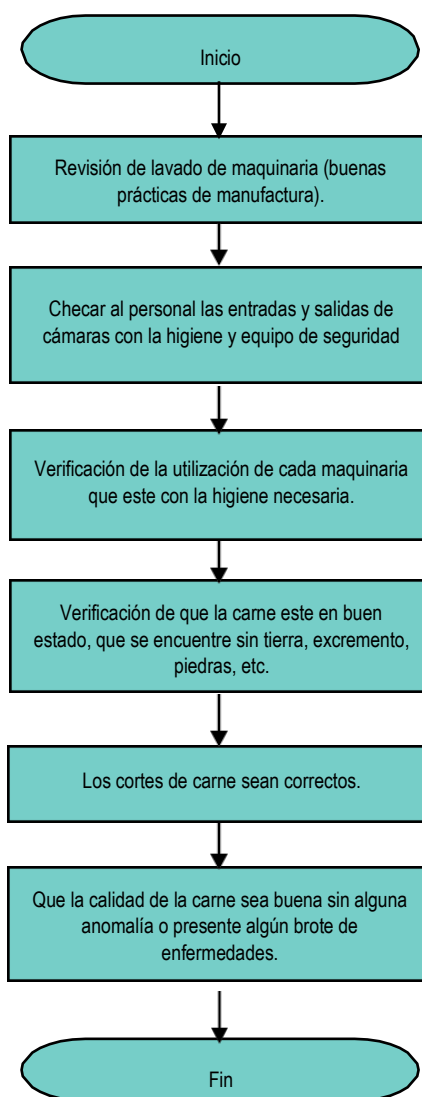 Inicio
Revisión de lavado de maquinaria (buenas
prácticas de manufactura).
Checar al personal las entradas y salidas de
cámaras con la higiene y equipo de seguridad
Verificación de la utilización de cada maquinaria
que este con la higiene necesaria.
Verificación de que la carne este en buen
estado, que se encuentre sin tierra, excremento,
piedras, etc.
Los cortes de carne sean correctos.
Que la calidad de la carne sea buena sin alguna
anomalía o presente algún brote de
enfermedades.
Fin